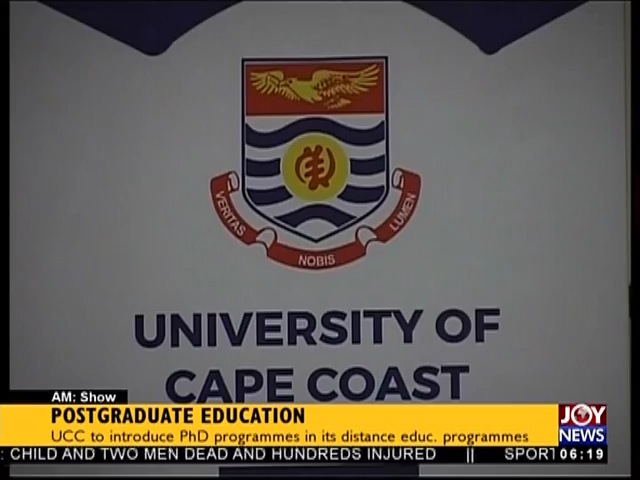 VERITAS
NOBIS
LUMEN
UNIVERSITY OF
CAPE COAST
AM: Show
POSTGRADUATE EDUCATION
UCC to introduce PhD programmes in its distance educ. programmes
JOY
NEWS
: CHILD AND TWO MEN DEAD AND HUNDREDS INJURED || SPORT
06:19